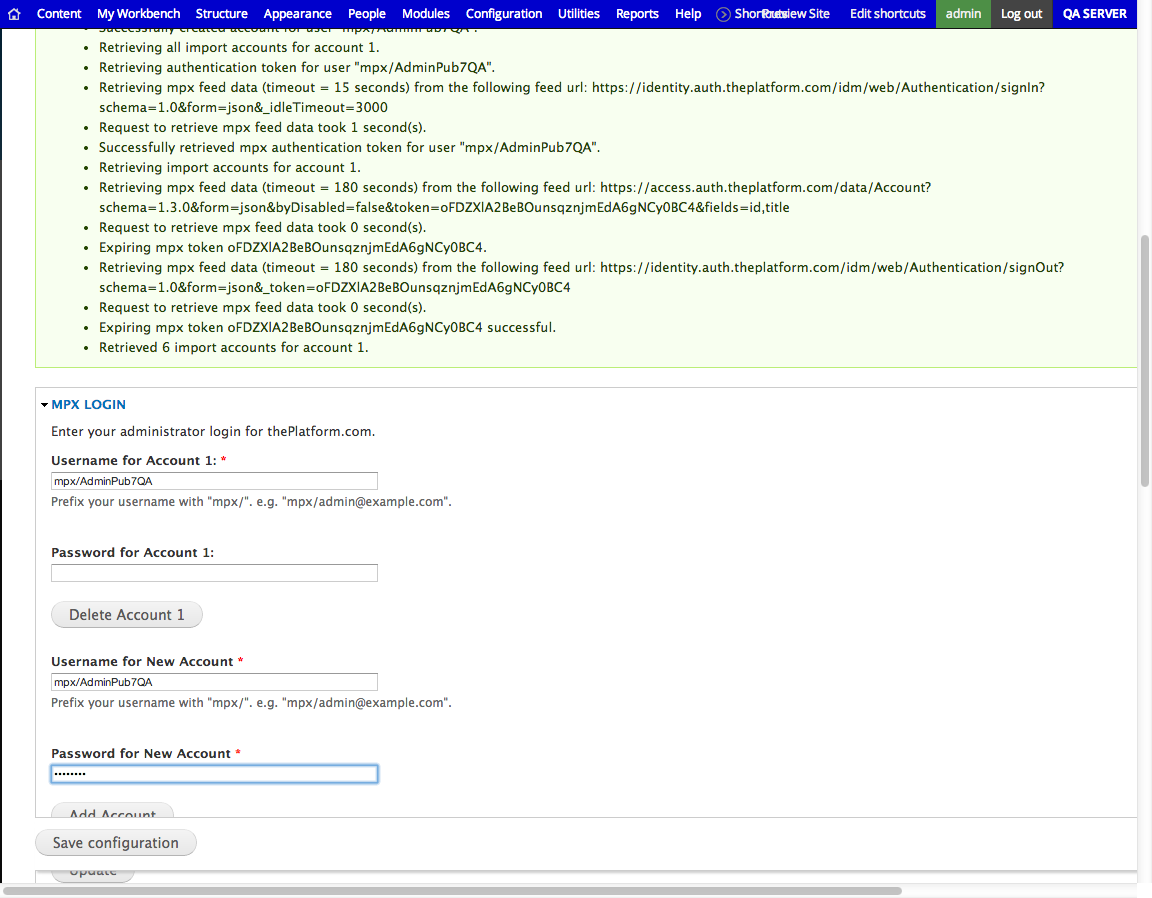 Content My Workbench Structure Appearance People Modules Configuration Utilities Reports Help Shortcuts Preview Site Edit shortcuts admin Log out QA SERVER
Successfully created account for user "mpx/AdminPub7QA".
Retrieving all import accounts for account 1.
Retrieving authentication token for user "mpx/AdminPub7QA".
Retrieving mpx feed data (timeout = 15 seconds) from the following feed url: https://identity.auth.theplatform.com/idm/web/Authentication/signIn?
schema=1.0&form=json&_idleTimeout=3000
Request to retrieve mpx feed data took 1 second(s).
Successfully retrieved mpx authentication token for user "mpx/AdminPub7QA".
Retrieving import accounts for account 1.
Retrieving mpx feed data (timeout = 180 seconds) from the following feed url: https://access.auth.theplatform.com/data/Account?
schema=1.3.0&form=json&byDisabled=false&token=oFDZXlA2BeBOunsqznjmEdA6gNCy0BC4&fields=id,title
Request to retrieve mpx feed data took 0 second(s).
Expiring mpx token oFDZXlA2BeBOunsqznjmEdA6gNCy0BC4.
Retrieving mpx feed data (timeout = 180 seconds) from the following feed url: https://identity.auth.theplatform.com/idm/web/Authentication/signOut?
schema=1.0&form=json&_token=oFDZXlA2BeBOunsqznjmEdA6gNCy0BC4
Request to retrieve mpx feed data took 0 second(s).
Expiring mpx token oFDZXlA2BeBOunsqznjmEdA6gNCy0BC4 successful.
Retrieved 6 import accounts for account 1.
MPX LOGIN
Enter your administrator login for thePlatform.com.
Username for Account 1: *
mpx/AdminPub7QA
Prefix your username with "mpx/". e.g. "mpx/admin@example.com".
Password for Account 1:
Delete Account 1
Username for New Account *
mpx/AdminPub7QA
Prefix your username with "mpx/". e.g. "mpx/admin@example.com".
Password for New Account *
••••••••
Add Account
Save configuration
Update